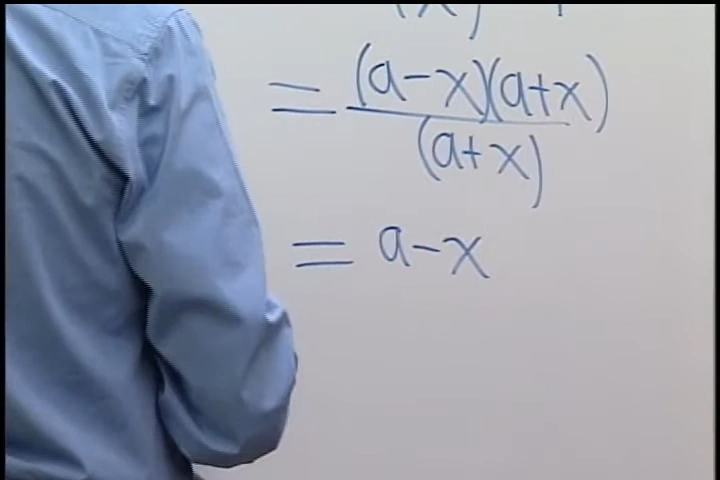 = (a-x)(a+x)
(a+x)
= a-x